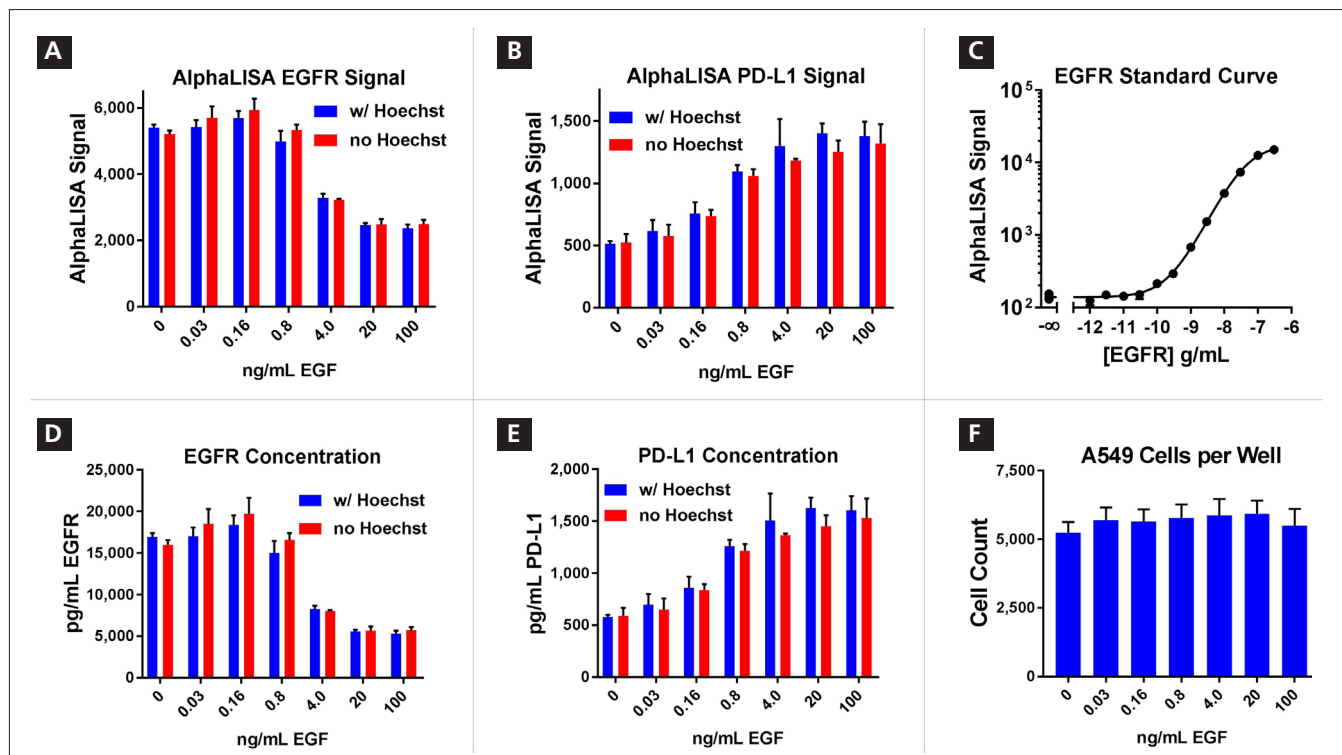 A
AlphaLISA EGFR Signal
AlphaLISA Signal
6,000
4,000
2,000
0
w/ Hoechst
no Hoechst
0 0.03 0.16 0.8 4.0 20 100
ng/mL EGF
B
AlphaLISA PD-L1 Signal
AlphaLISA Signal
1,500
1,000
500
0
w/ Hoechst
no Hoechst
0 0.03 0.16 0.8 4.0 20 100
ng/mL EGF
C
EGFR Standard Curve
AlphaLISA Signal
10⁵
10⁴
10³
10²
-∞ -12 -11 -10 -9 -8 -7 -6
[EGFR] g/mL
D
EGFR Concentration
pg/mL EGFR
25,000
20,000
15,000
10,000
5,000
0
w/ Hoechst
no Hoechst
0 0.03 0.16 0.8 4.0 20 100
ng/mL EGF
E
PD-L1 Concentration
pg/mL PD-L1
2,000
1,500
1,000
500
0
w/ Hoechst
no Hoechst
0 0.03 0.16 0.8 4.0 20 100
ng/mL EGF
F
A549 Cells per Well
Cell Count
7,500
5,000
2,500
0
0 0.03 0.16 0.8 4.0 20 100
ng/mL EGF